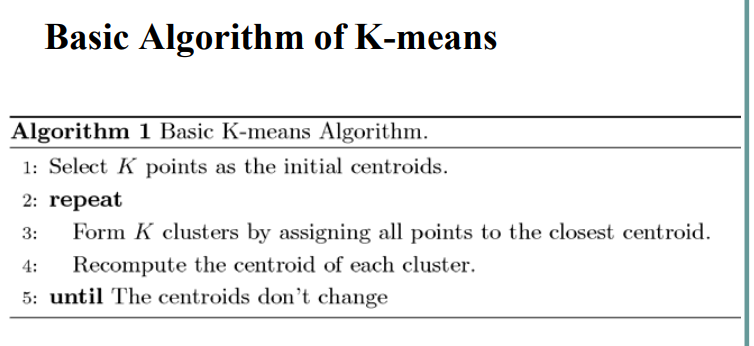 Basic Algorithm of K-means
Algorithm 1 Basic K-means Algorithm.
1: Select K points as the initial centroids.
2: repeat
3: Form K clusters by assigning all points to the closest centroid.
4: Recompute the centroid of each cluster.
5: until The centroids don't change